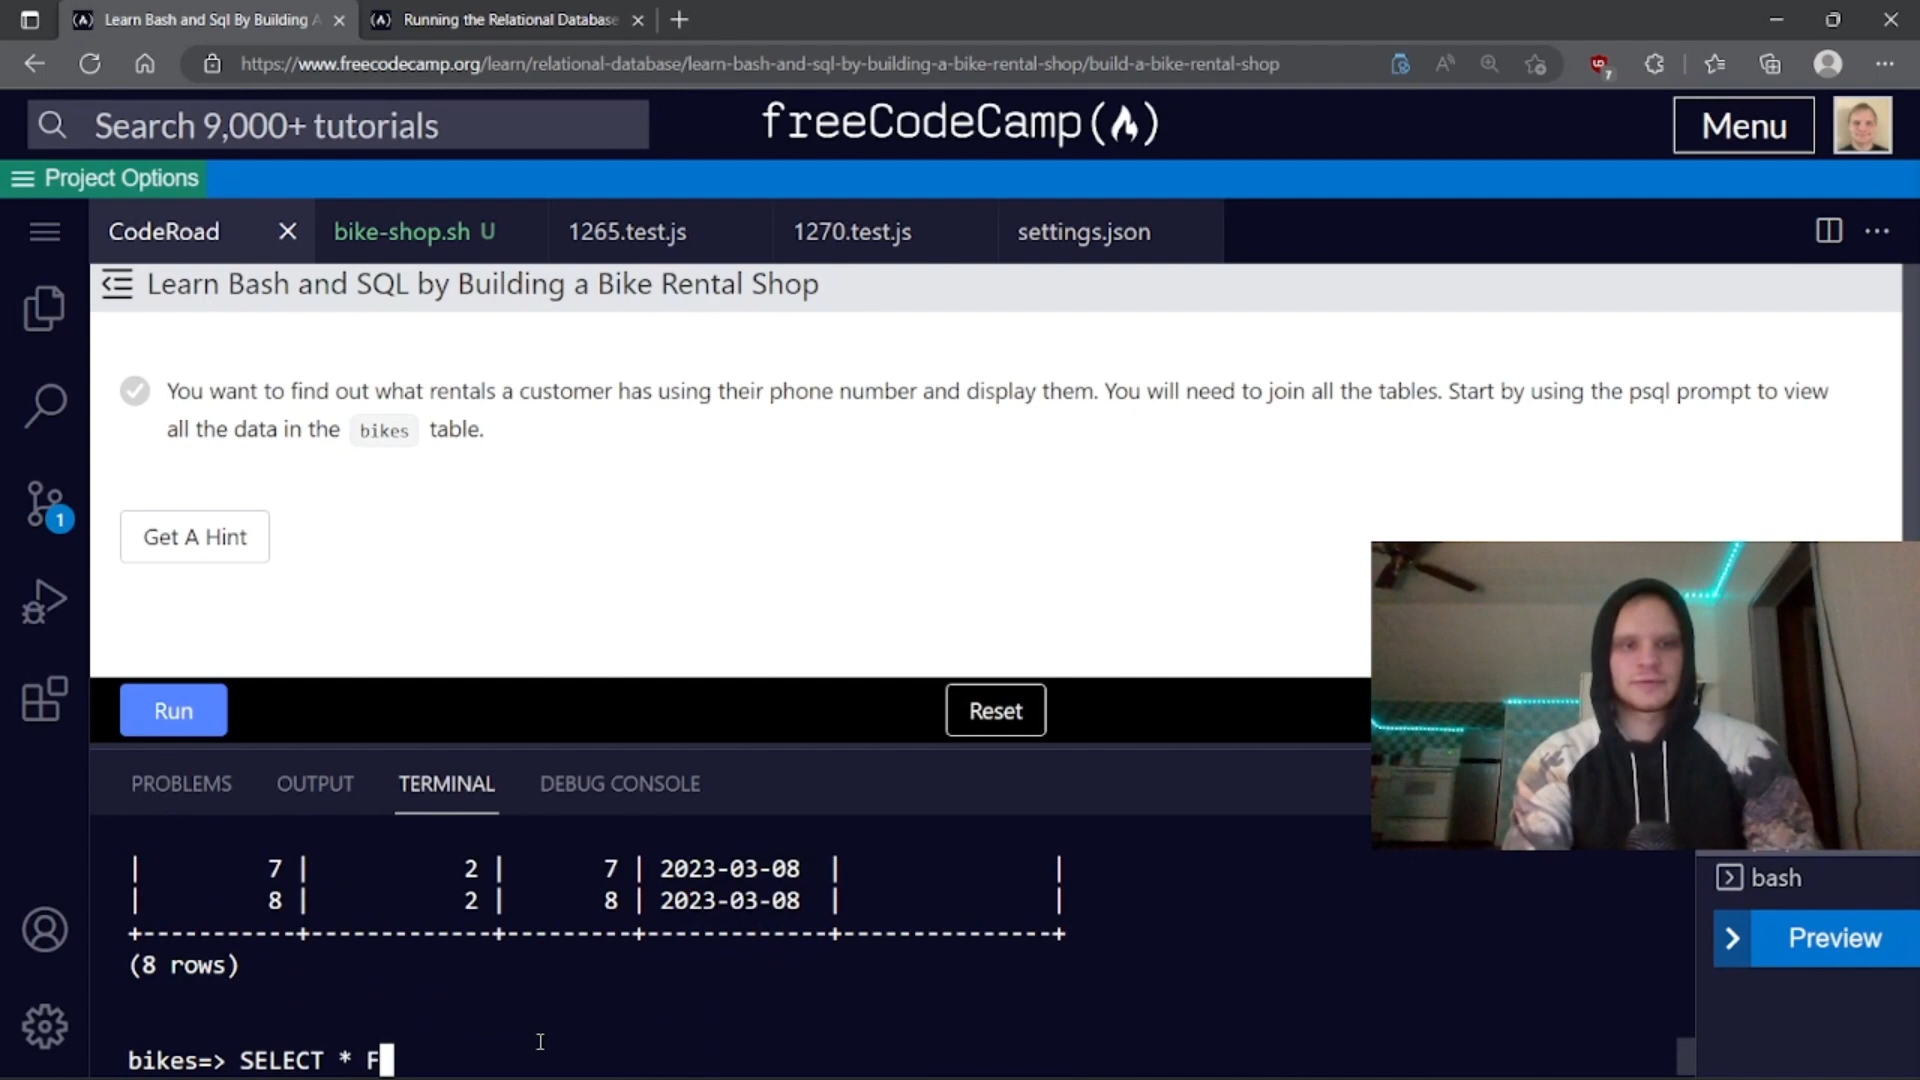 Learn Bash and Sql By Building A
Running the Relational Database
https://www.freecodecamp.org/learn/relational-database/learn-bash-and-sql-by-building-a-bike-rental-shop/build-a-bike-rental-shop
7
Search 9,000+ tutorials
freeCodeCamp(🔥)
Menu
Project Options
CodeRoad
bike-shop.sh U
1265.test.js
1270.test.js
settings.json
Learn Bash and SQL by Building a Bike Rental Shop
You want to find out what rentals a customer has using their phone number and display them. You will need to join all the tables. Start by using the psql prompt to view
all the data in the bikes table.
1
Get A Hint
Run
Reset
PROBLEMS OUTPUT TERMINAL DEBUG CONSOLE
| 7 | 2 | 7 | 2023-03-08 | |
| 8 | 2 | 8 | 2023-03-08 | |
+-----------+-------------+---------+-------------+---------------+
(8 rows)
bash
Preview
bikes=> SELECT * F